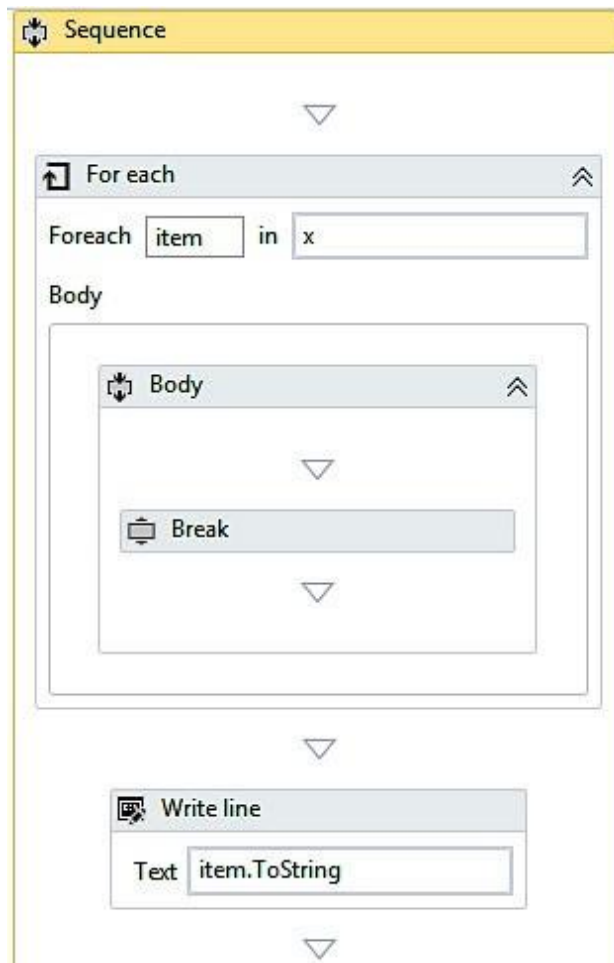 Sequence
For each
Foreach item in x
Body
Body
Break
Write line
Text item.ToString